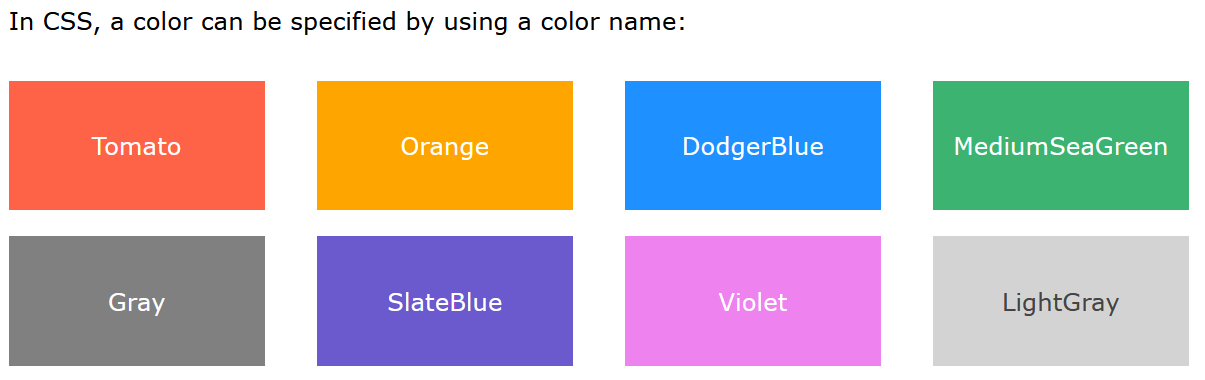 In CSS, a color can be specified by using a color name:
Tomato
Orange
DodgerBlue
MediumSeaGreen
Gray
SlateBlue
Violet
LightGray